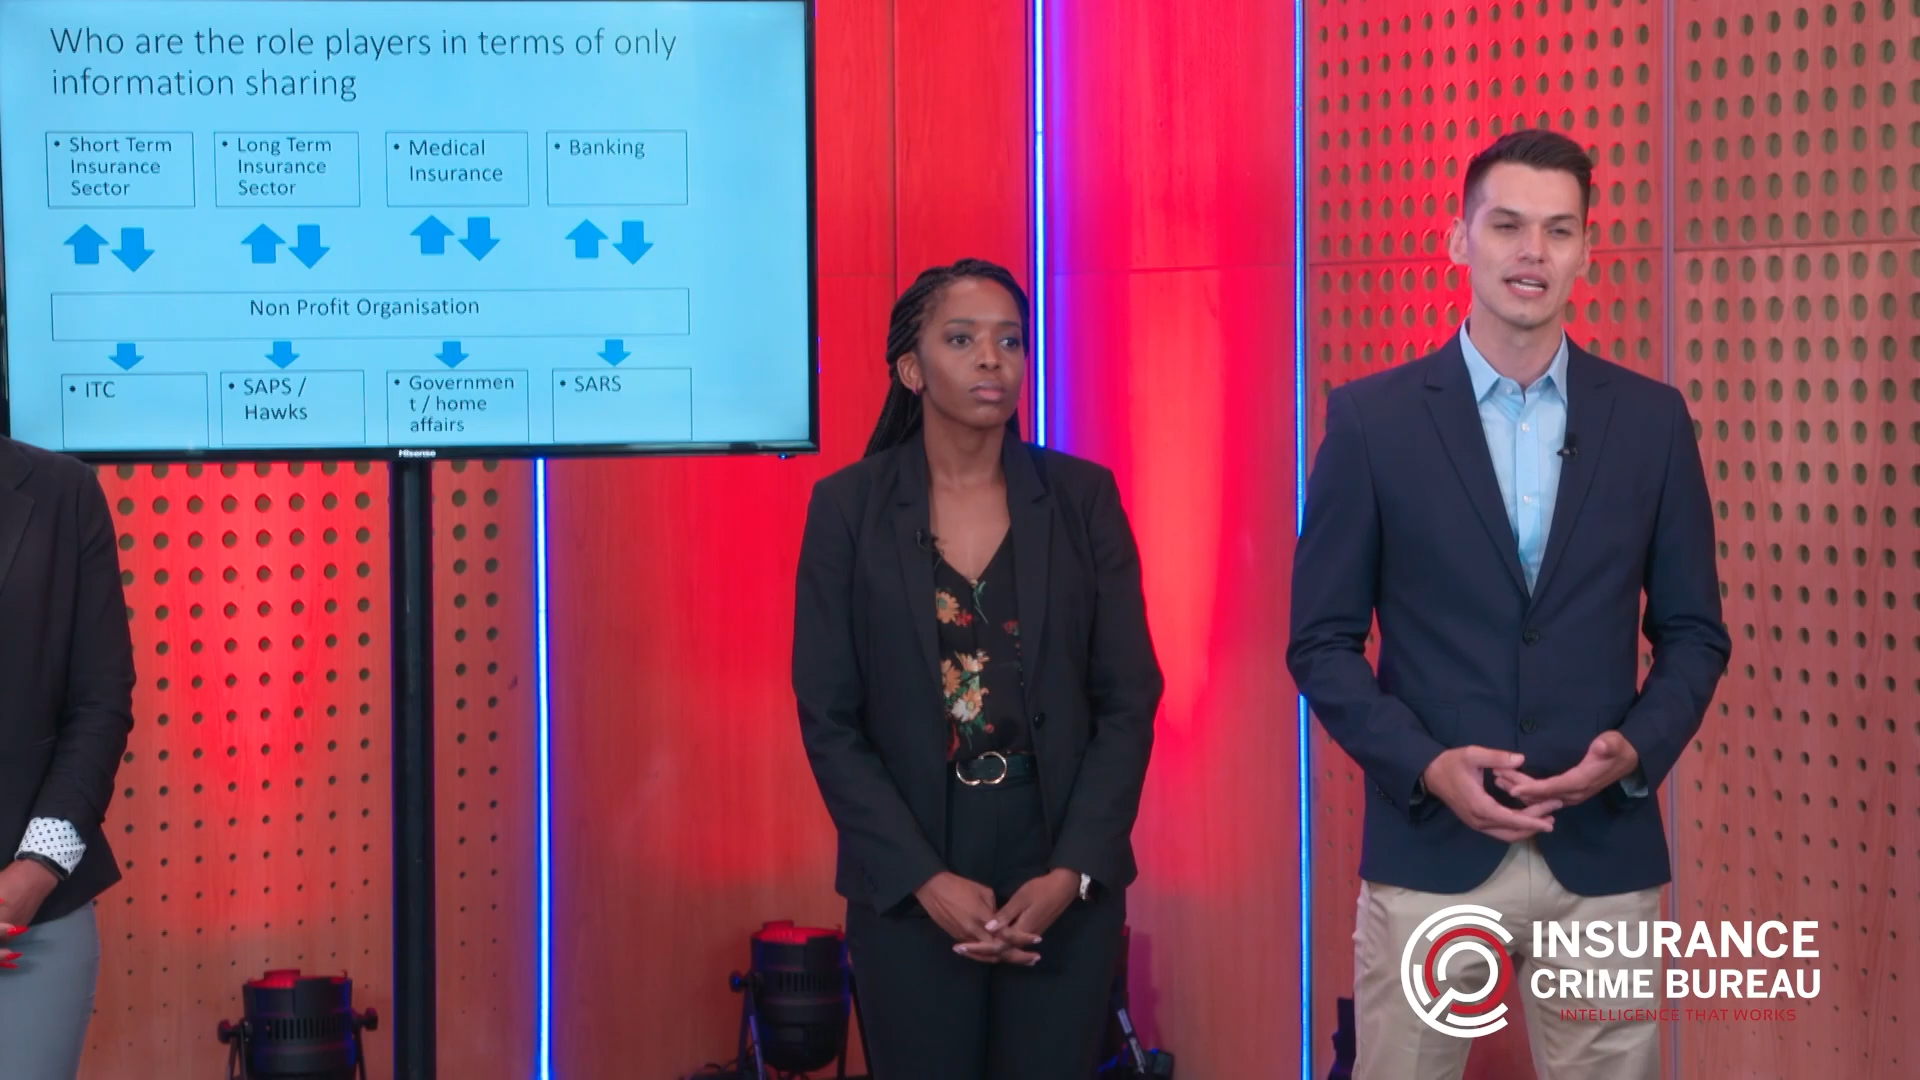 Who are the role players in terms of only
information sharing
• Short Term
Insurance
Sector
• Long Term
Insurance
Sector
• Medical
Insurance
• Banking
Non Profit Organisation
• ITC
• SAPS /
Hawks
• Governmen
t / home
affairs
• SARS
Hisense
INSURANCE
CRIME BUREAU
INTELLIGENCE THAT WORKS